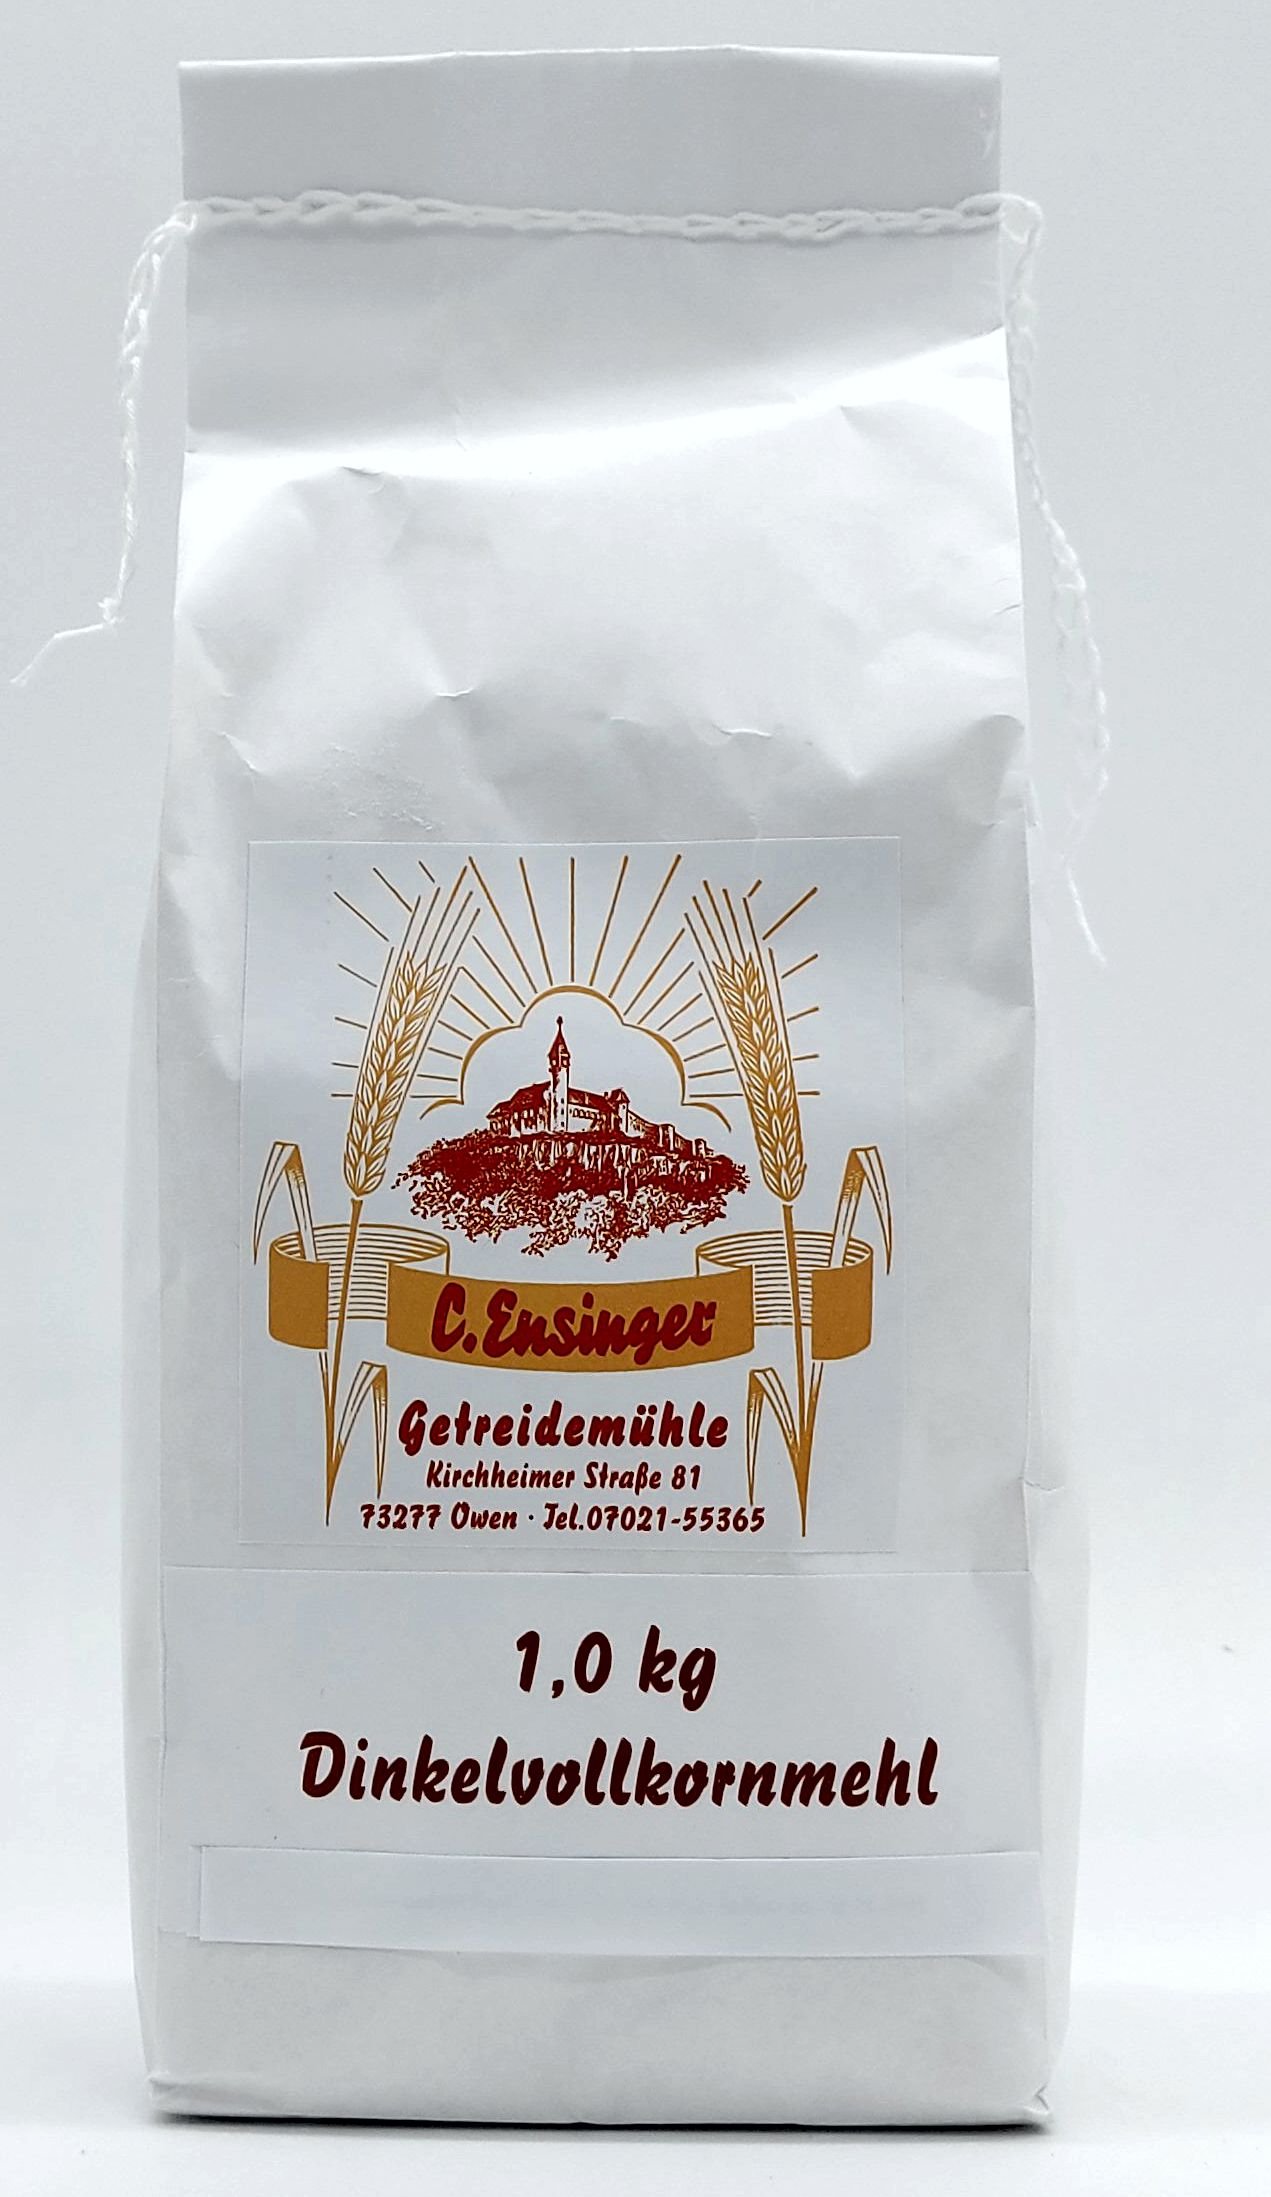 C. Ensinger
Getreidemühle
Kirchheimer Straße 81
73277 Owen · Tel. 07021-55365
1,0 kg
Dinkelvollkornmehl